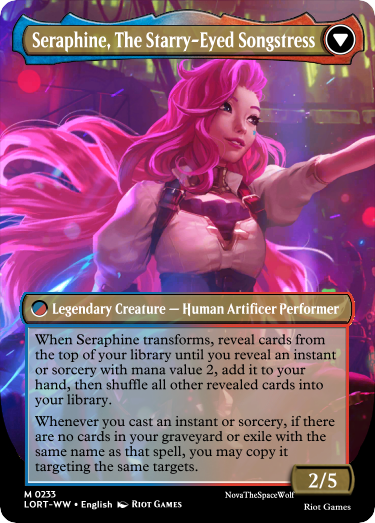 Seraphine, The Starry-Eyed Songstress
Legendary Creature — Human Artificer Performer
When Seraphine transforms, reveal cards from
the top of your library until you reveal an instant
or sorcery with mana value 2, add it to your
hand, then shuffle all other revealed cards into
your library.
Whenever you cast an instant or sorcery, if there
are no cards in your graveyard or exile with the
same name as that spell, you may copy it
targeting the same targets.
2/5
M 0233
LORT-WW • English Riot Games
NovaTheSpaceWolf
Riot Games